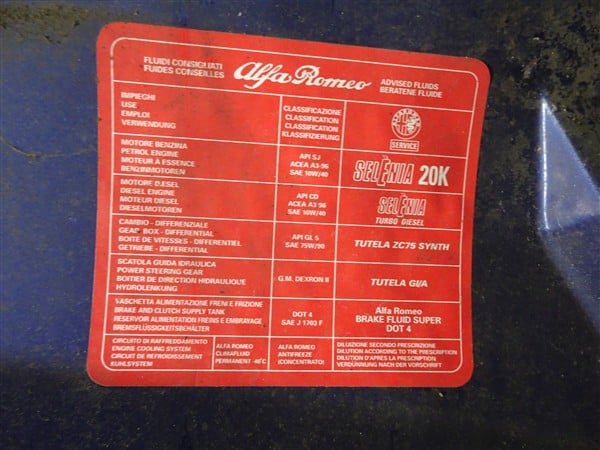 FLUIDI CONSIGLIATI
FUIDES CONSEILLES
Alfa Romeo
ADVISED FLUIDS
BERATENE FLUIDE
IMPIEGHI
USE
EMPLOI
VERWENDUNG
CLASSIFICAZIONE
CLASSIFICATION
CLASSIFICATION
KLASSIFIZIERUNG
SERVICE
MOTORE BENZINA
PETROL ENGINE
MOTEUR À ESSENCE
BENZINMOTOREN
API SJ
ACEA A3-96
SAE 10W/40
SELÈNIA 20K
MOTORE DIESEL
DIESEL ENGINE
MOTEUR DIESEL
DIESELMOTOREN
API CD
ACEA A3 96
SAE 10W/40
SELÈNIA
TURBO DIESEL
CAMBIO - DIFFERENZIALE
GEAR BOX - DIFFERENTIAL
BOITE DE VITESSES - DIFFERENTIEL
GETRIEBE - DIFFERENTIAL
API GL 5
SAE 75W/90
TUTELA ZC75 SYNTH
SCATOLA GUIDA IDRAULICA
POWER STEERING GEAR
BOITIER DE DIRECTION HIDRAULIQUE
HYDROLENKUNG
G.M. DEXRON II
TUTELA GI/A
VASCHETTA ALIMENTAZIONE FRENI E FRIZIONE
BRAKE AND CLUTCH SUPPLY TANK
RESERVOIR ALIMENTATION FREINS E EMBRAYAGE
BREMSFLÜSSIGKEITSBEHÄLTER
DOT 4
SAE J 1703 F
Alfa Romeo
BRAKE FLUID SUPER
DOT 4
CIRCUITO DI RAFFREDDAMENTO
ENGINE COOLING SYSTEM
CIRCUIT DE REFROIDISSEMENT
KUHLSYSTEM
ALFA ROMEO
CLIMAFLUID
PERMANENT -40°C
ALFA ROMEO
ANTIFREEZE
(CONCENTRATO)
DILUIZIONE SECONDO PRESCRIZIONE
DILUTION ACCORDING TO THE PRESCRIPTION
DILUTION D'APRES LA PRESCRIPTION
VERDÜNNUNG NACH DER VORSCHRIFT